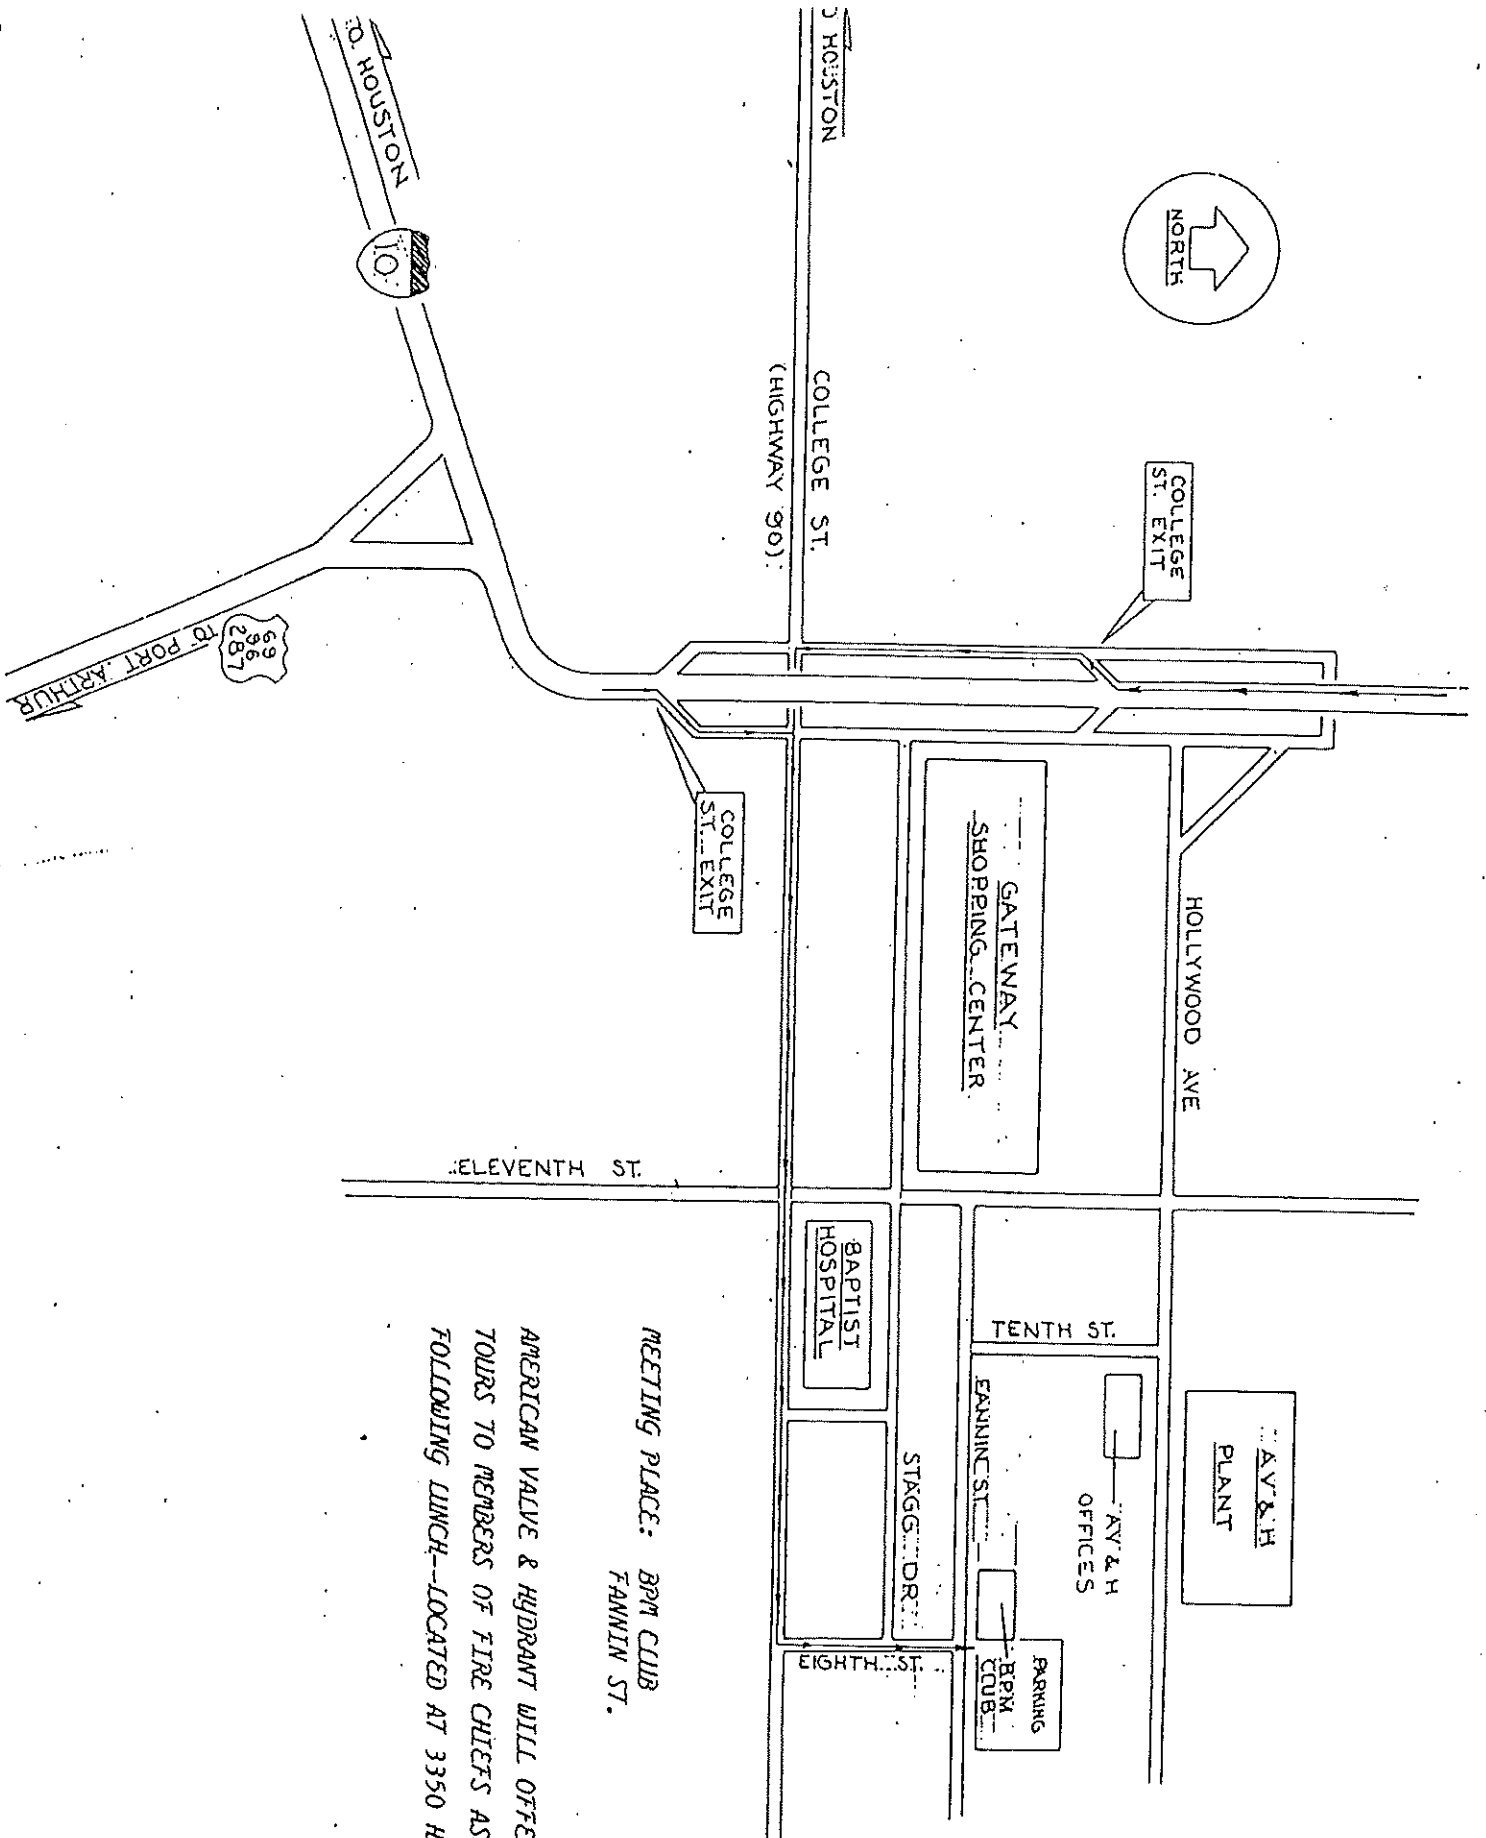 NORTH
COLLEGE
ST. EXIT
HOLLYWOOD AVE
AV & H
PLANT
TENTH ST.
AV & H
OFFICES
PARKING
BPM
CLUB
FANNIN ST.
GATEWAY
SHOPPING CENTER
STAGG DR.
EIGHTH ST.
HOUSTON
COLLEGE ST.
(HIGHWAY 90)
BAPTIST
HOSPITAL
COLLEGE
ST. EXIT
ELEVENTH ST.
TO HOUSTON
10
69
96
287
TO PORT ARTHUR
MEETING PLACE: BPM CLUB
FANNIN ST.
AMERICAN VALVE & HYDRANT WILL
TOURS TO MEMBERS OF FIRE CHIEFS
FOLLOWING LUNCH--LOCATED AT 3350